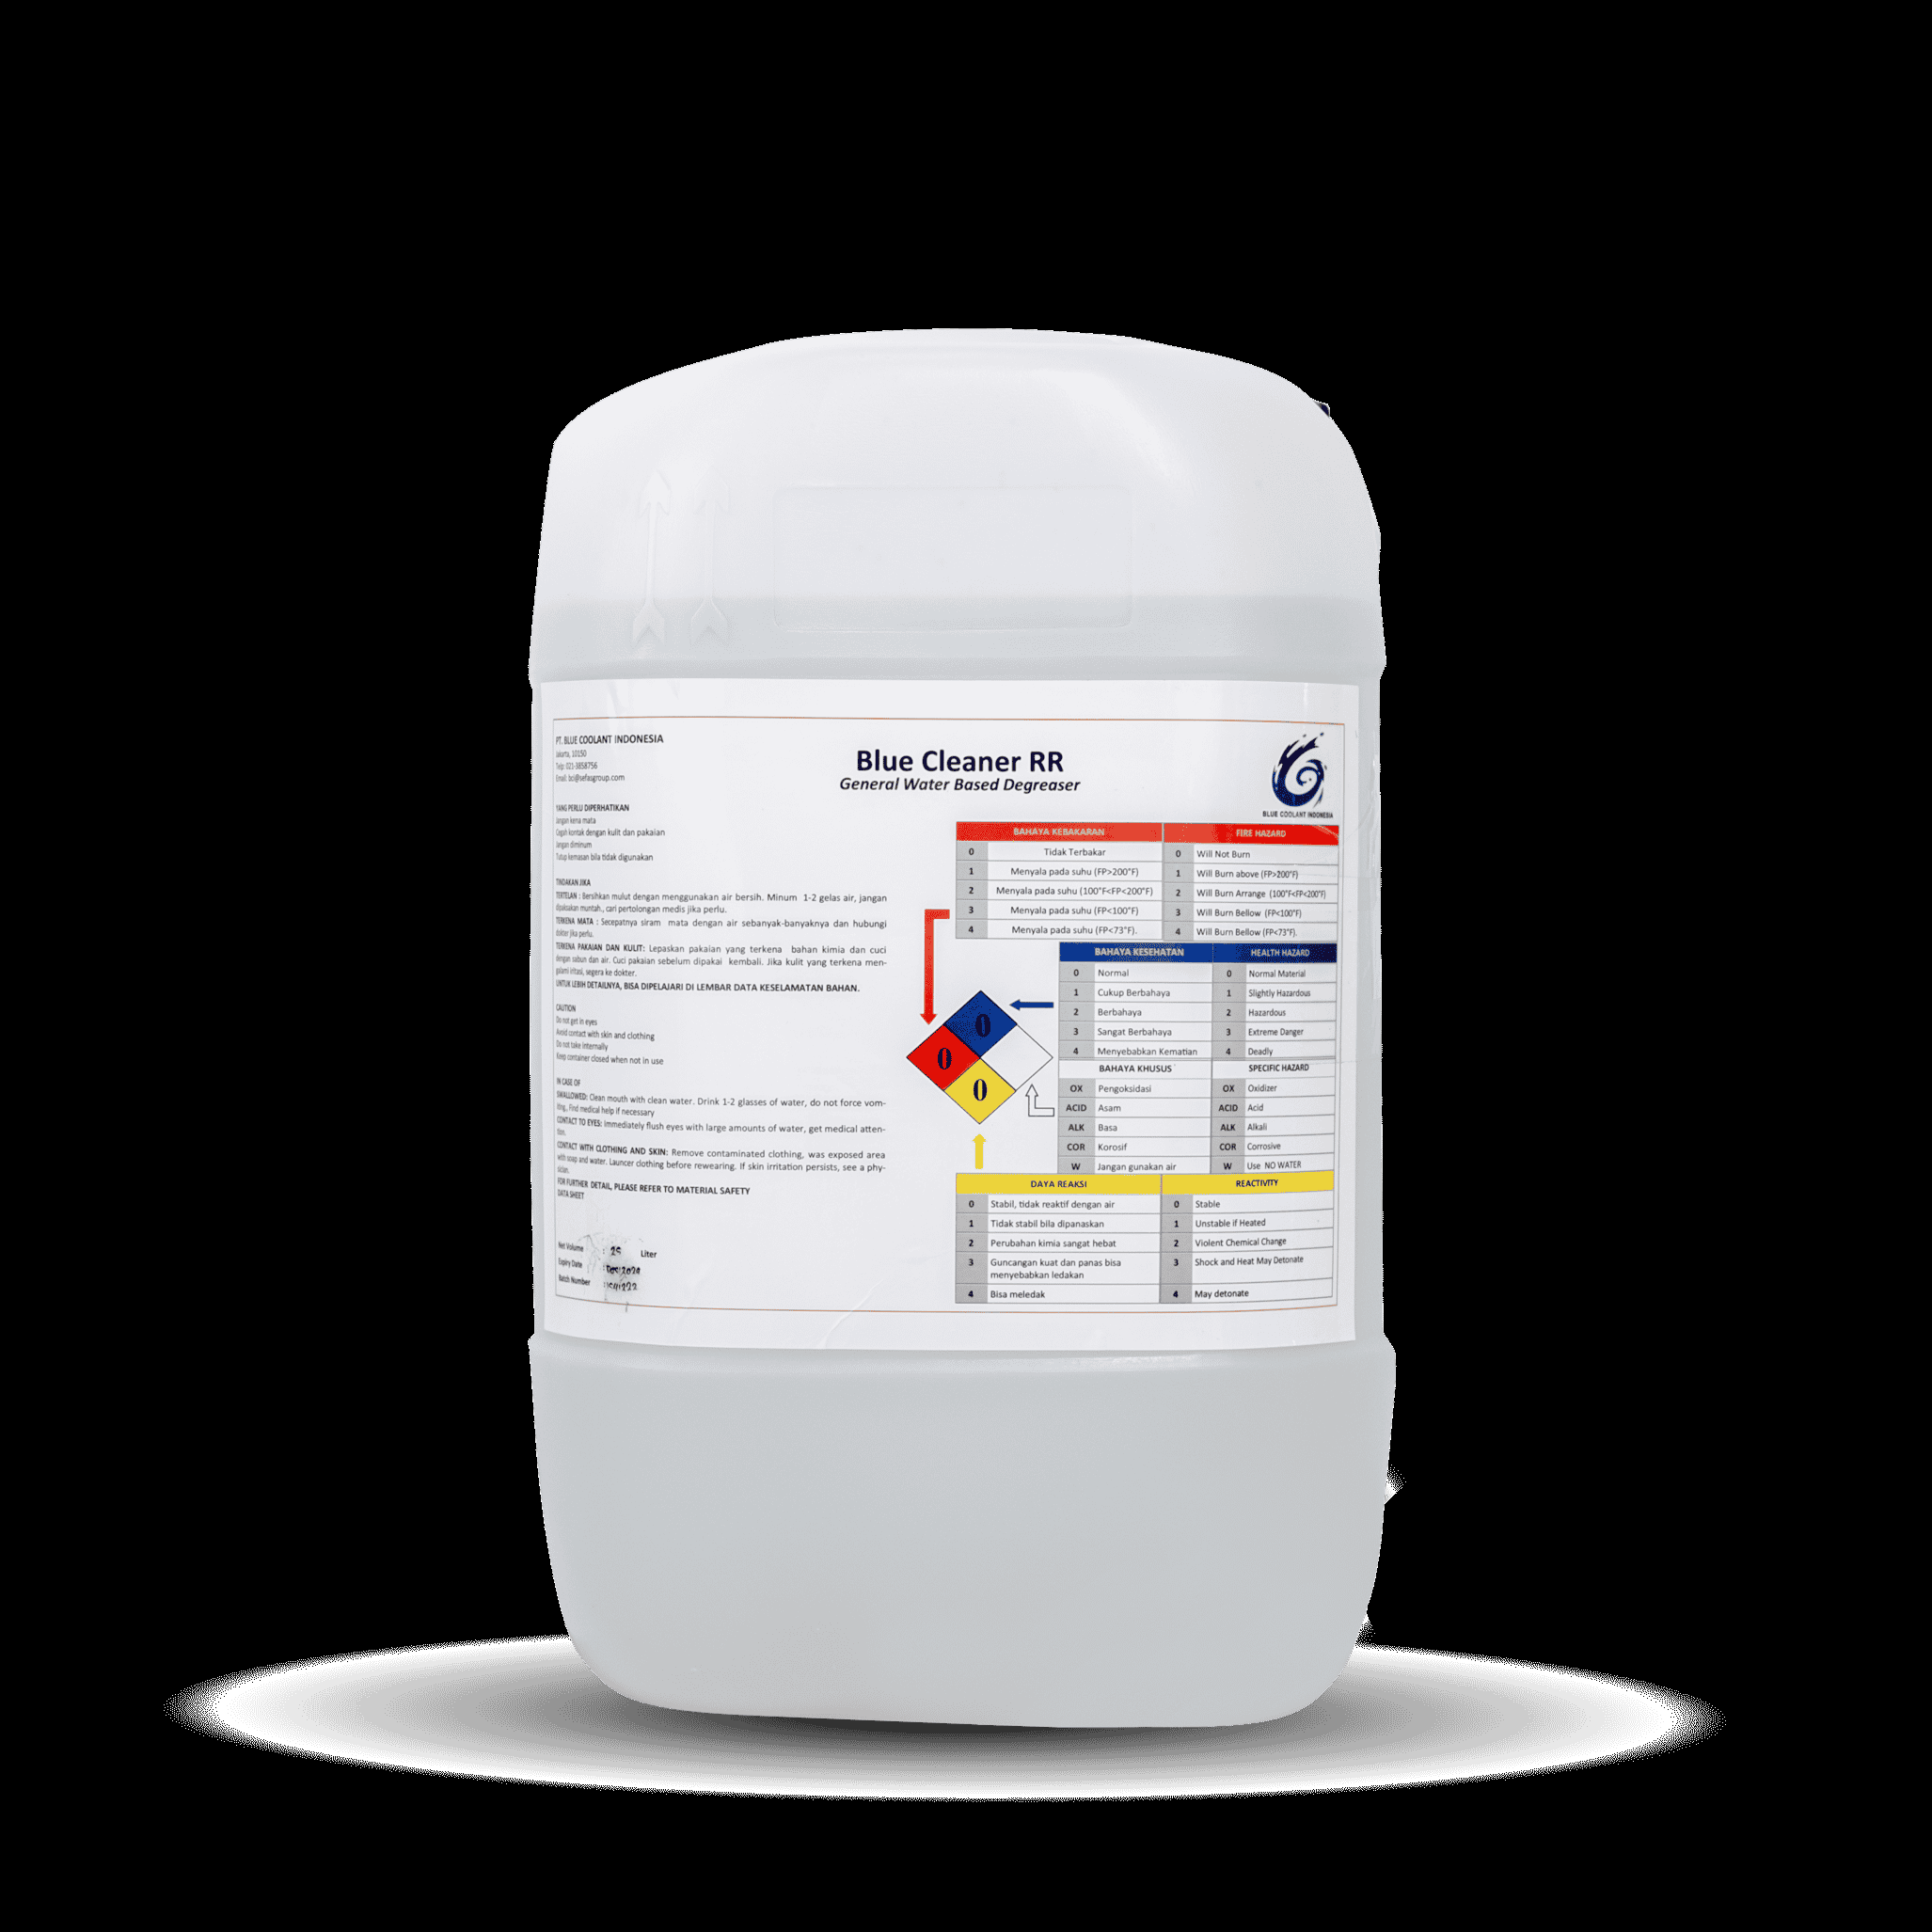 PT. BLUE COOLANT INDONESIA
Jakarta, 10150
Telp: 021-3858756
Email: bci@sefasgroup.com
Blue Cleaner RR
General Water Based Degreaser
BLUE COOLANT INDONESIA
YANG PERLU DIPERHATIKAN
Jangan kena mata
Cegah kontak dengan kulit dan pakaian
Jangan diminum
Tutup kemasan bila tidak digunakan
TINDAKAN JIKA
TERTELAN : Bersihkan mulut dengan menggunakan air bersih. Minum 1-2 gelas air, jangan
dipaksakan muntah., cari pertolongan medis jika perlu.
TERKENA MATA : Secepatnya siram mata dengan air sebanyak-banyaknya dan hubungi
dokter jika perlu.
TERKENA PAKAIAN DAN KULIT: Lepaskan pakaian yang terkena bahan kimia dan cuci
dengan sabun dan air. Cuci pakaian sebelum dipakai kembali. Jika kulit yang terkena men-
galami iritasi, segera ke dokter.
UNTUK LEBIH DETAILNYA, BISA DIPELAJARI DI LEMBAR DATA KESELAMATAN BAHAN.
CAUTION
Do not get in eyes
Avoid contact with skin and clothing
Do not take internally
Keep container closed when not in use
IN CASE OF
SWALLOWED: Clean mouth with clean water. Drink 1-2 glasses of water, do not force vom-
iting., Find medical help if necessary
CONTACT TO EYES: Immediately flush eyes with large amounts of water, get medical atten-
tion.
CONTACT WITH CLOTHING AND SKIN: Remove contaminated clothing, was exposed area
with soap and water. Launcer clothing before rewearing. If skin irritation persists, see a phy-
sician.
FOR FURTHER DETAIL, PLEASE REFER TO MATERIAL SAFETY
DATA SHEET
Net Volume : 25 Liter
Expiry Date : Dec 2024
Batch Number :
BAHAYA KEBAKARAN FIRE HAZARD
0 Tidak Terbakar 0 Will Not Burn
1 Menyala pada suhu (FP>200°F) 1 Will Burn above (FP>200°F)
2 Menyala pada suhu (100°F<FP<200°F) 2 Will Burn Arrange (100°F<FP<200°F)
3 Menyala pada suhu (FP<100°F) 3 Will Burn Bellow (FP<100°F)
4 Menyala pada suhu (FP<73°F). 4 Will Burn Bellow (FP<73°F).
BAHAYA KESEHATAN HEALTH HAZARD
0 Normal 0 Normal Material
1 Cukup Berbahaya 1 Slightly Hazardous
2 Berbahaya 2 Hazardous
3 Sangat Berbahaya 3 Extreme Danger
4 Menyebabkan Kematian 4 Deadly
0
0
0
BAHAYA KHUSUS SPECIFIC HAZARD
OX Pengoksidasi OX Oxidizer
ACID Asam ACID Acid
ALK Basa ALK Alkali
COR Korosif COR Corrosive
W Jangan gunakan air W Use NO WATER
DAYA REAKSI REACTIVITY
0 Stabil, tidak reaktif dengan air 0 Stable
1 Tidak stabil bila dipanaskan 1 Unstable if Heated
2 Perubahan kimia sangat hebat 2 Violent Chemical Change
3 Guncangan kuat dan panas bisa 3 Shock and Heat May Detonate
menyebabkan ledakan
4 Bisa meledak 4 May detonate